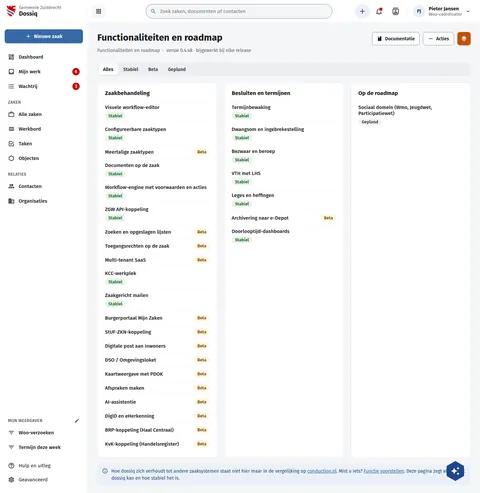 Gemeente Zuiddrecht
Dossiq
Zoek zaken, documenten of contacten
PJ
Pieter Jansen
Woo-coördinator
+ Nieuwe zaak
Dashboard
Mijn werk
Wachtrij
ZAKEN
Alle zaken
Werkbord
Taken
Objecten
RELATIES
Contacten
Organisaties
MIJN WEERGAVEN
Woo-verzoeken
Termijn deze week
Hulp en uitleg
Geavanceerd
Functionaliteiten en roadmap
Functionaliteiten en roadmap · versie 0.4.x8 · bijgewerkt bij elke release
Documentatie
Acties
Alles
Stabiel
Beta
Gepland
Zaakbehandeling
Visuele workflow-editor
Stabiel
Configureerbare zaaktypen
Stabiel
Meertalige zaaktypen Beta
Documenten op de zaak
Stabiel
Workflow-engine met voorwaarden en acties
Stabiel
ZGW API-koppeling
Stabiel
Zoeken en opgeslagen lijsten Beta
Toegangsrechten op de zaak Beta
Multi-tenant SaaS Beta
KCC-werkplek
Stabiel
Zaakgericht mailen
Stabiel
Burgerportaal Mijn Zaken Beta
StUF-ZKN-koppeling Beta
Digitale post aan inwoners Beta
DSO / Omgevingsloket Beta
Kaartweergave met PDOK Beta
Afspraken maken Beta
AI-assistentie Beta
DigiD en eHerkenning Beta
BRP-koppeling (Haal Centraal) Beta
KvK-koppeling (Handelsregister) Beta
Besluiten en termijnen
Termijnbewaking
Stabiel
Dwangsom en ingebrekestelling
Stabiel
Bezwaar en beroep
Stabiel
VTH met LHS
Stabiel
Leges en heffingen
Stabiel
Archivering naar e-Depot Beta
Doorlooptijd-dashboards
Stabiel
Op de roadmap
Sociaal domein (Wmo, Jeugdwet,
Participatiewet)
Gepland
Hoe dossiq zich verhoudt tot andere zaaksystemen staat niet hier maar in de vergelijking op conduction.nl. Mist u iets? Functie voorstellen. Deze pagina zegt
dossiq kan en hoe stabiel het is.